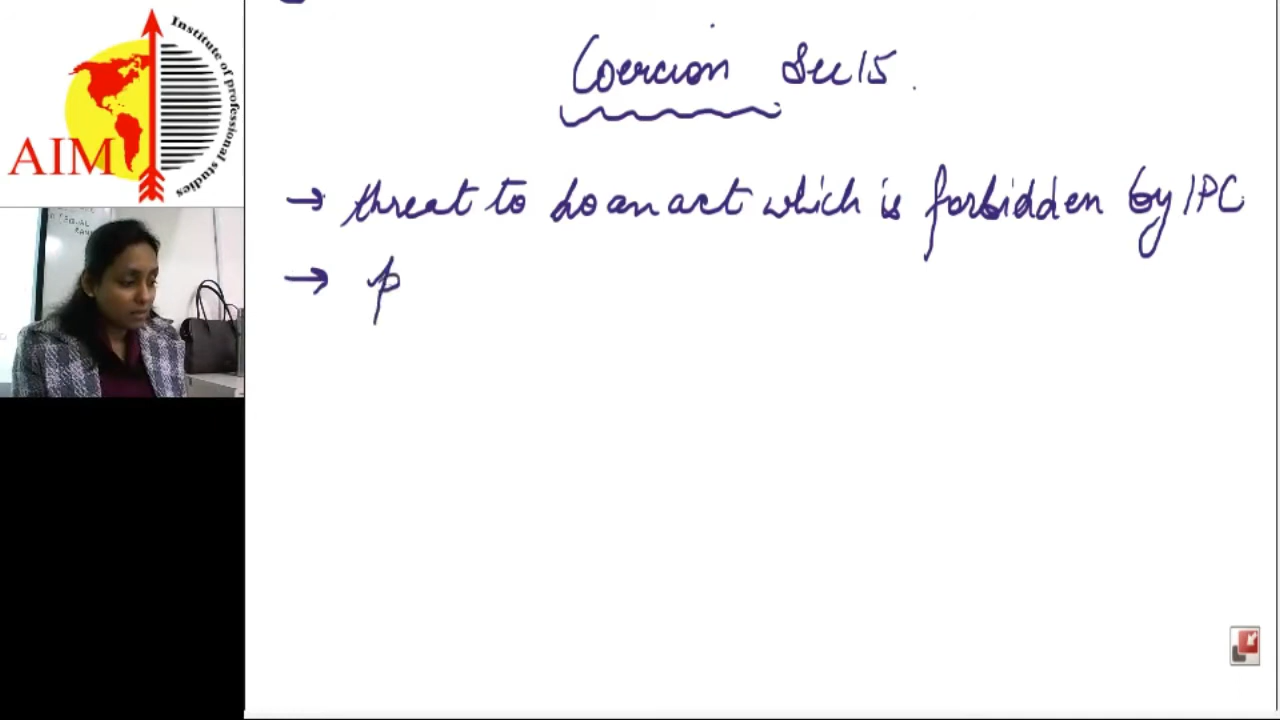 Institute of professional studies
AIM
Coercion Sec 15.
→ threat to do an act which is forbidden by IPC
→ p